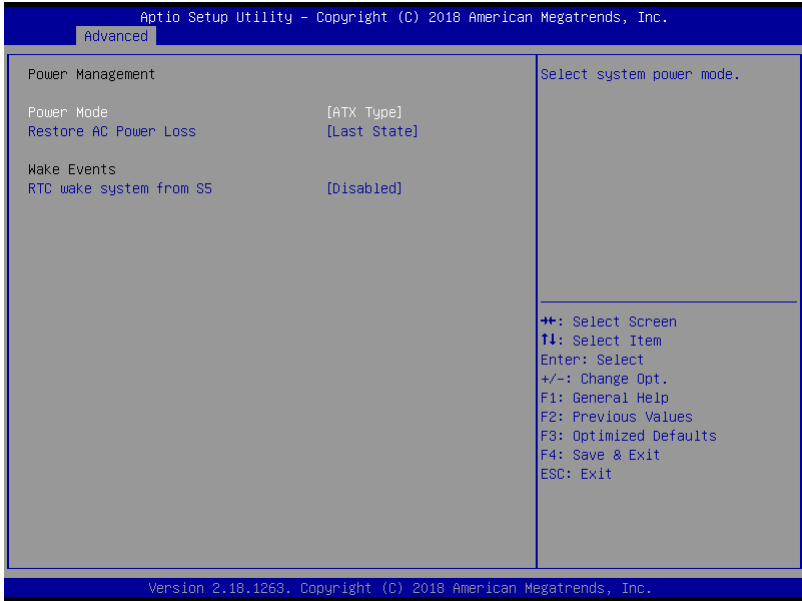 Aptio Setup Utility – Copyright (C) 2018 American Megatrends, Inc.
Advanced
Power Management
Power Mode [ATX Type]
Restore AC Power Loss [Last State]
Wake Events
RTC wake system from S5 [Disabled]
Select system power mode.
→←: Select Screen
↑↓: Select Item
Enter: Select
+/-: Change Opt.
F1: General Help
F2: Previous Values
F3: Optimized Defaults
F4: Save & Exit
ESC: Exit
Version 2.18.1263. Copyright (C) 2018 American Megatrends, Inc.